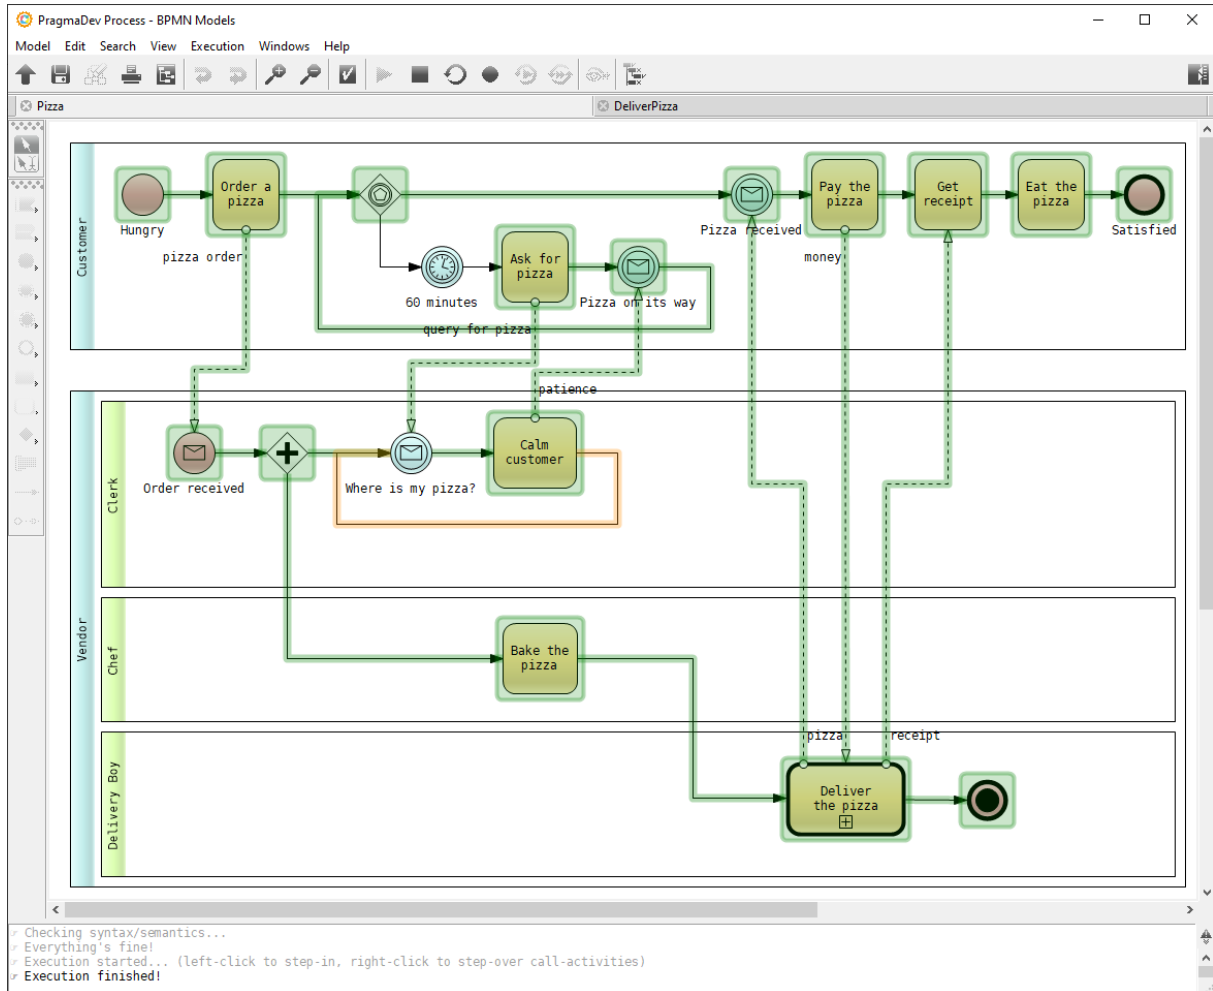 PragmaDev Process - BPMN Models
Model Edit Search View Execution Windows Help
Pizza
DeliverPizza
Customer
Hungry
Order a
pizza
pizza order
60 minutes
Ask for
pizza
query for pizza
Pizza on its way
Pizza received
Pay the
pizza
money
Get
receipt
Eat the
pizza
Satisfied
patience
Vendor
Clerk
Order received
Where is my pizza?
Calm
customer
Chef
Bake the
pizza
Delivery Boy
pizza
receipt
Deliver
the pizza
Checking syntax/semantics...
Everything's fine!
Execution started... (left-click to step-in, right-click to step-over call-activities)
Execution finished!